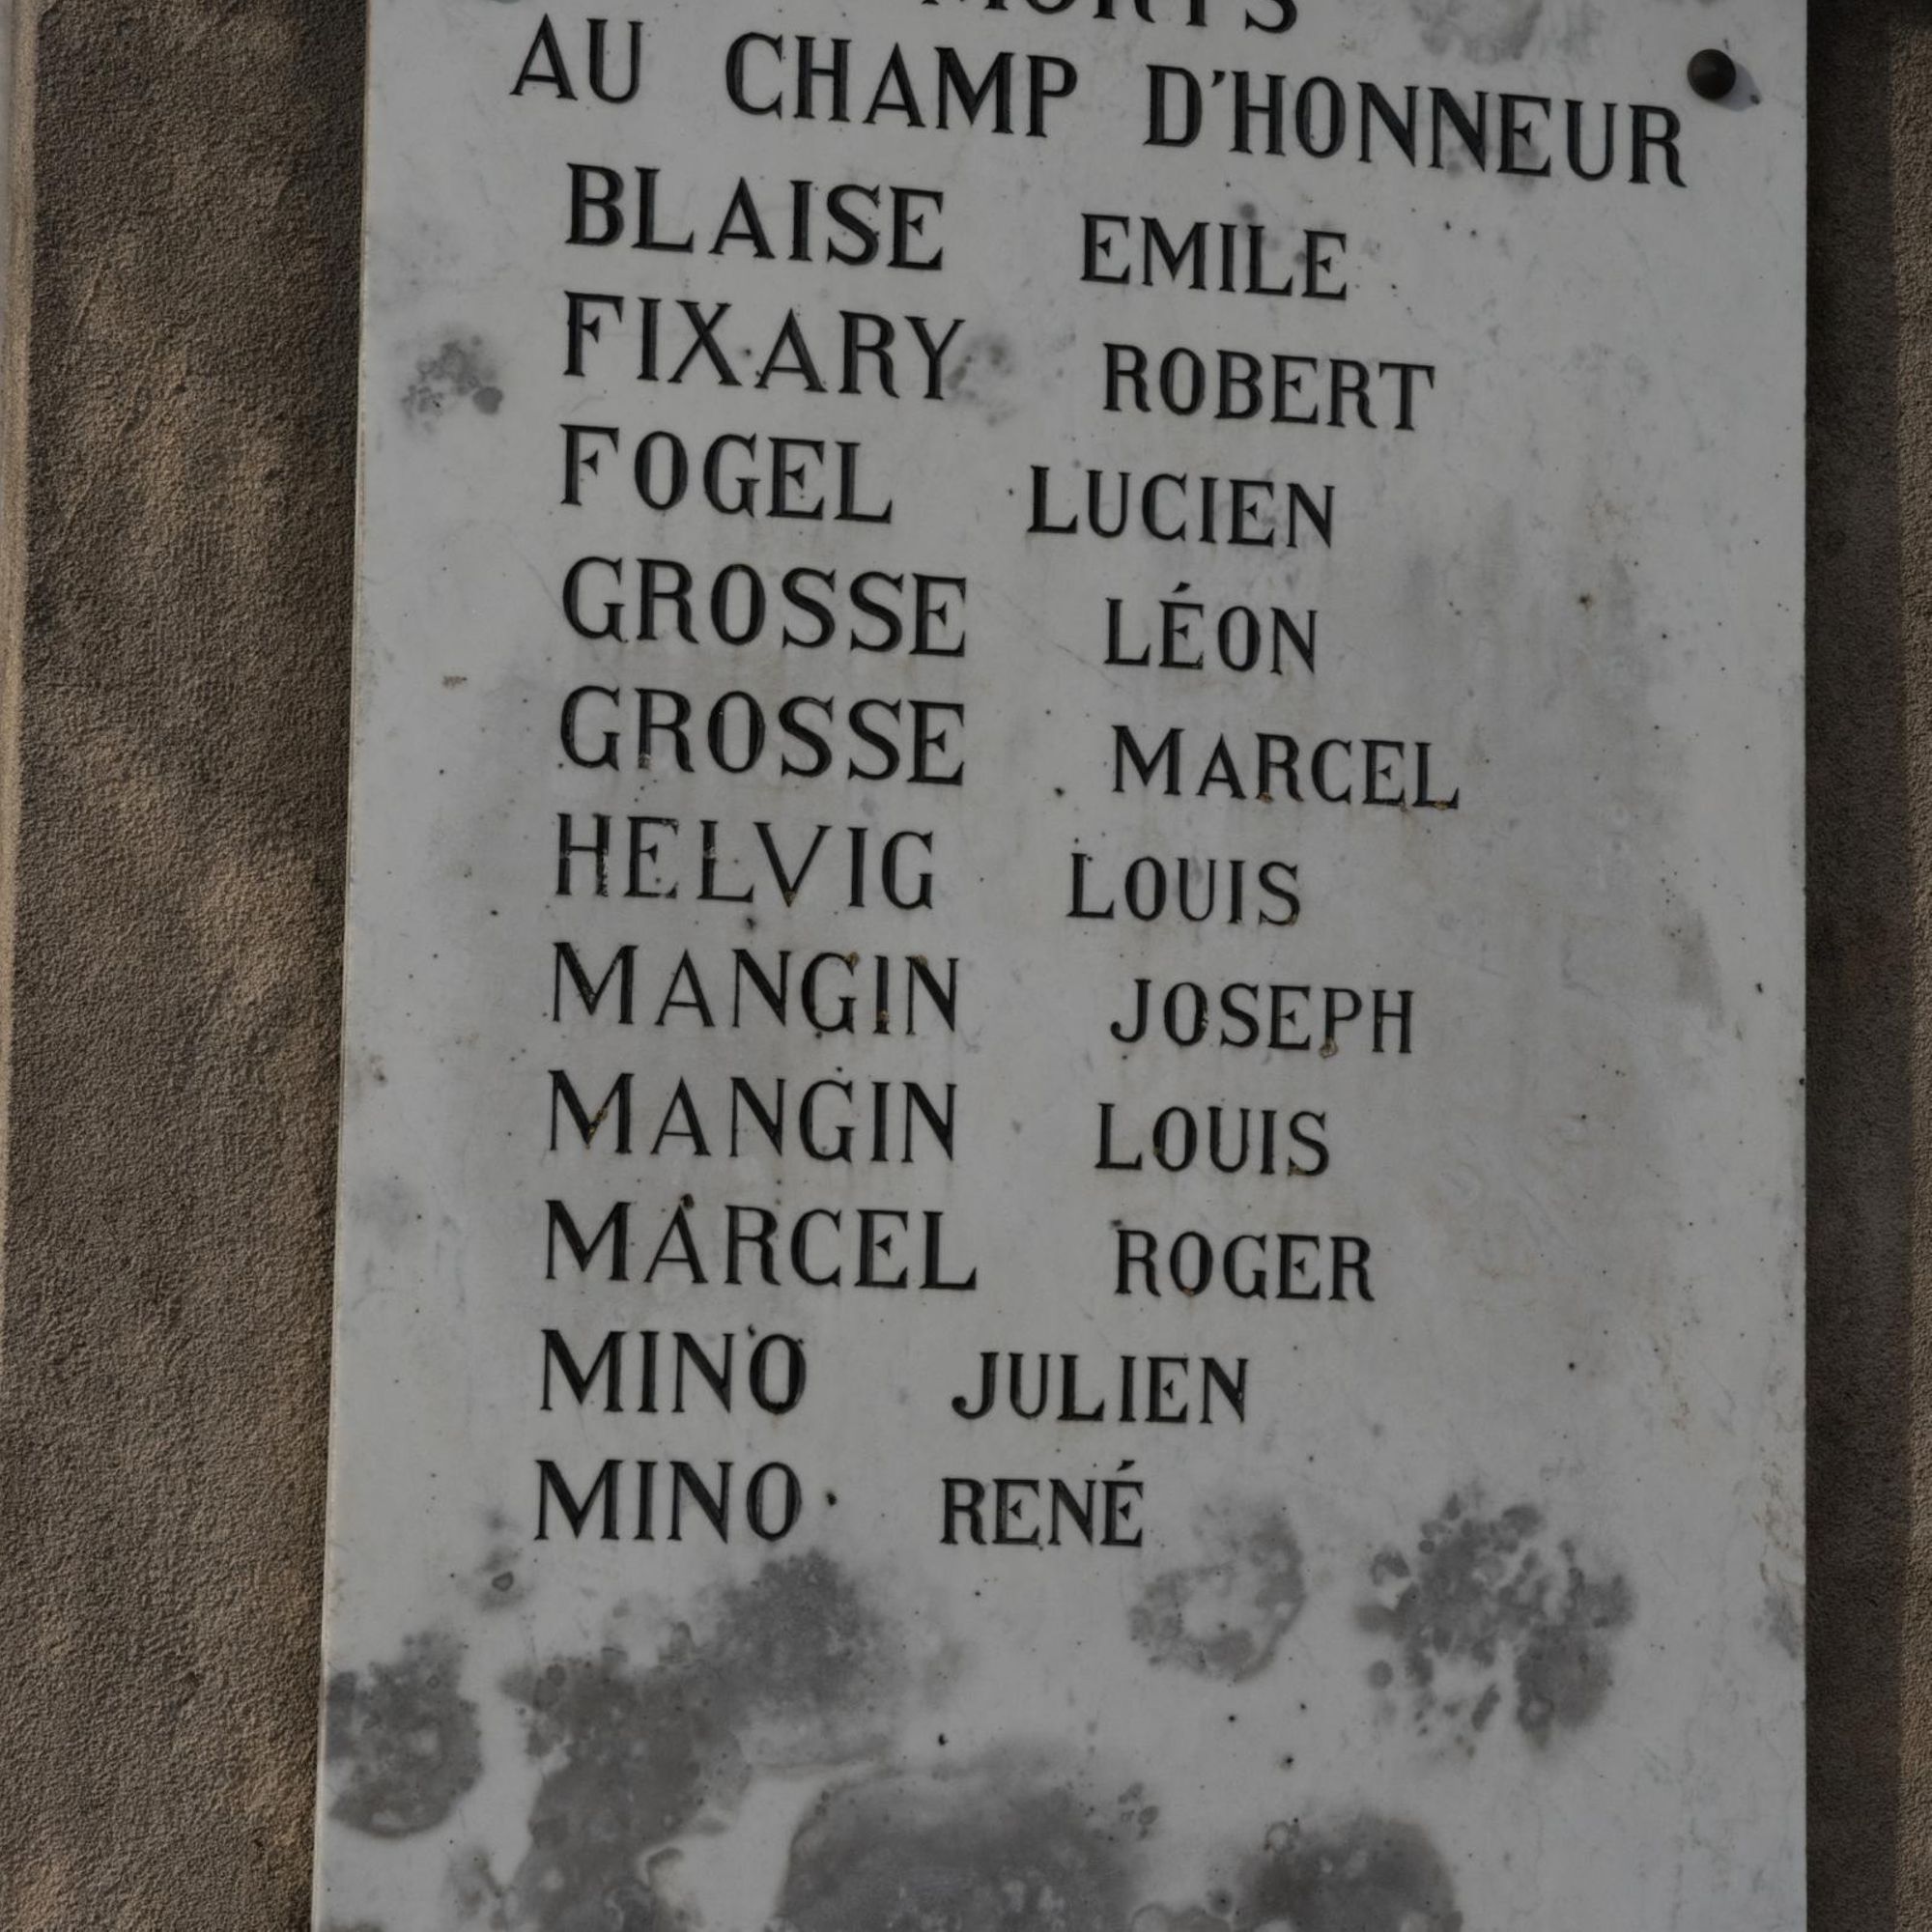 MORTS
AU CHAMP D'HONNEUR
BLAISE EMILE
FIXARY ROBERT
FOGEL LUCIEN
GROSSE LÉON
GROSSE MARCEL
HELVIG LOUIS
MANGIN JOSEPH
MANGIN LOUIS
MARCEL ROGER
MINO JULIEN
MINO RENÉ